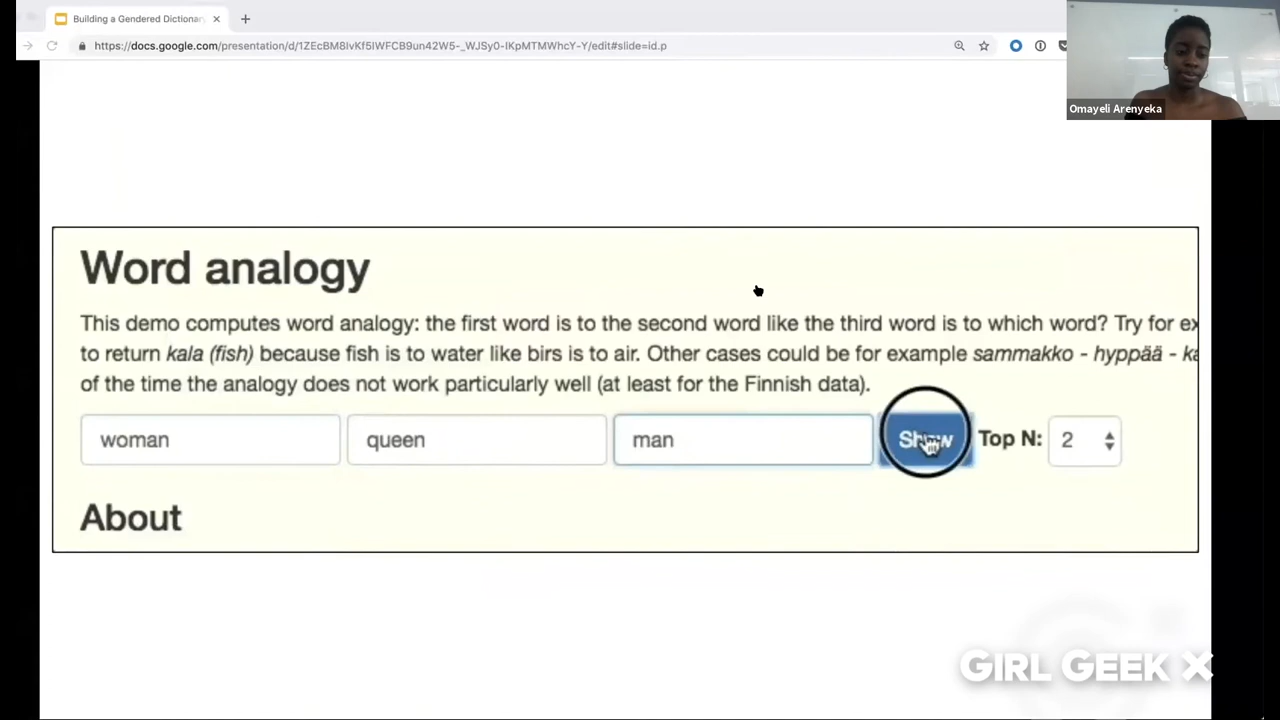 Building a Gendered Dictionary
https://docs.google.com/presentation/d/1ZEcBM8lvKf5IWFCB9un42W5-_WJSy0-IKpMTMWhcY-Y/edit#slide=id.p
Omayeli Arenyeka
Word analogy
This demo computes word analogy: the first word is to the second word like the third word is to which word? Try for ex
to return kala (fish) because fish is to water like birs is to air. Other cases could be for example sammakko - hyppää - ka
of the time the analogy does not work particularly well (at least for the Finnish data).
woman queen man Show Top N: 2
About
GIRL GEEK X